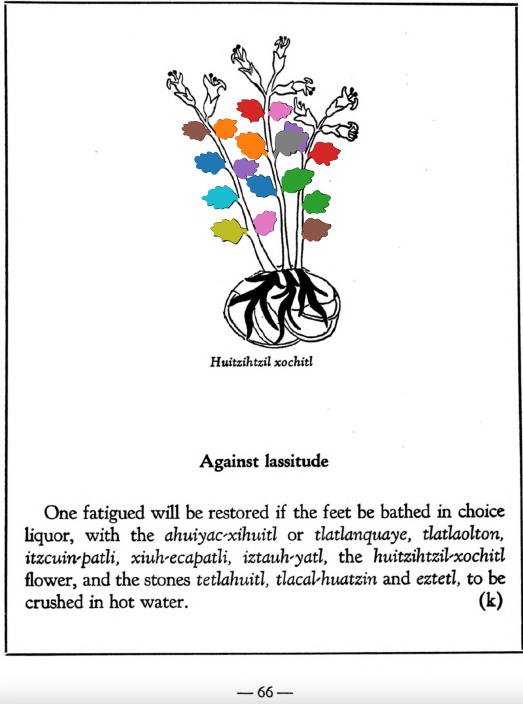 Huitzihtzil xochitl
Against lassitude
One fatigued will be restored if the feet be bathed in choice
liquor, with the ahuiyac-xihuitl or tlatlanquaye, tlatlaolton,
itzcuin-patli, xiuh-ecapatli, iztauh-yatl, the huitzihtzil-xochitl
flower, and the stones tetlahuitl, tlacal-huatzin and eztetl, to be
crushed in hot water. (k)
— 66 —